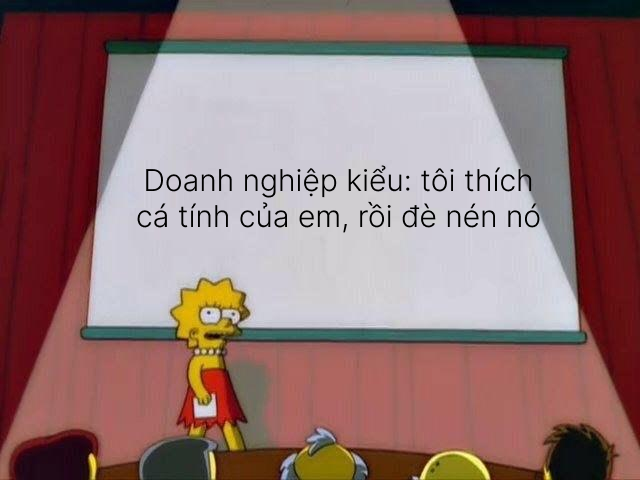 Doanh nghiệp kiểu: tôi thích
cá tính của em, rồi đè nén nó